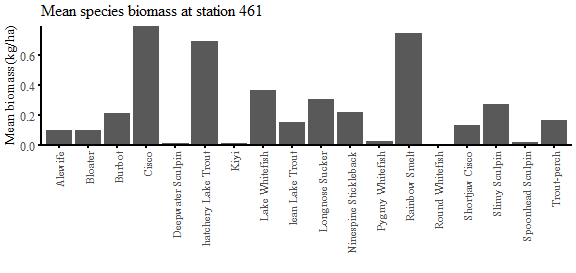 Mean species biomass at station 461
Mean biomass (kg/ha)
0.6
0.4
0.2
0.0
Alewife
Bloater
Burbot
Cisco
Deepwater Sculpin
hatchery Lake Trout
Kiyi
Lake Whitefish
lean Lake Trout
Longnose Sucker
Ninespine Stickleback
Pygmy Whitefish
Rainbow Smelt
Round Whitefish
Shortjaw Cisco
Slimy Sculpin
Spoonhead Sculpin
Trout-perch